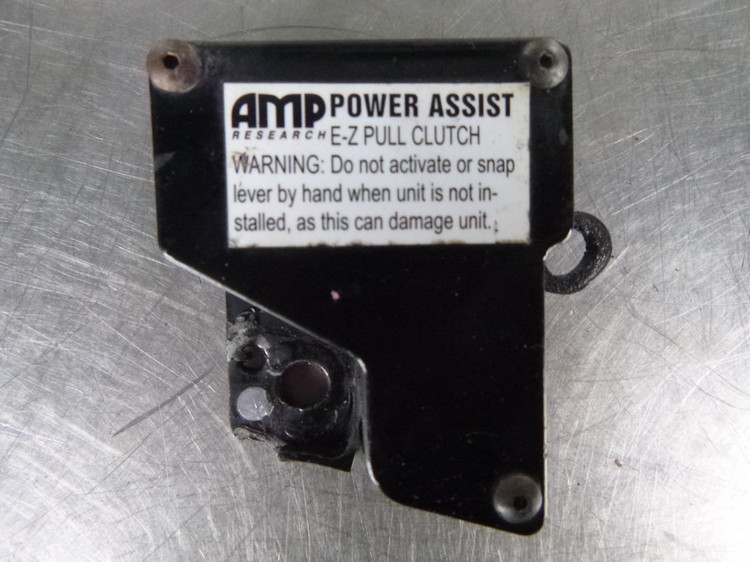 AMP POWER ASSIST
RESEARCH E-Z PULL CLUTCH
WARNING: Do not activate or snap
lever by hand when unit is not in-
stalled, as this can damage unit.